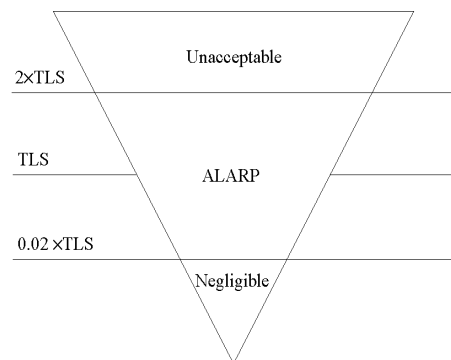 Unacceptable
2×TLS
TLS
ALARP
0.02 ×TLS
Negligible